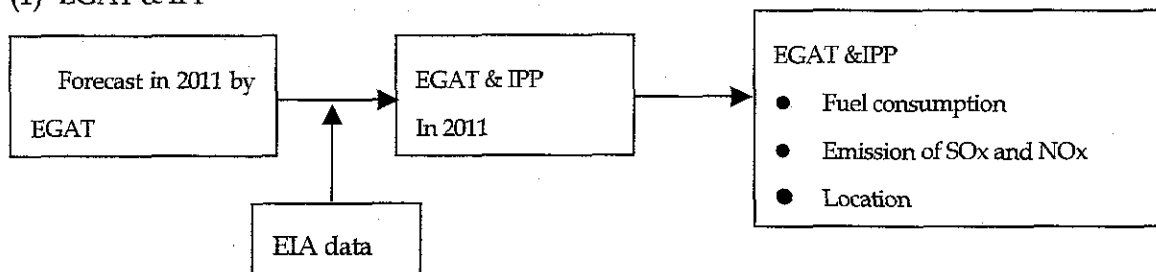 (1) EGAT & IPP
Forecast in 2011 by
EGAT
EGAT & IPP
In 2011
EGAT &IPP
● Fuel consumption
● Emission of SOx and NOx
● Location
EIA data